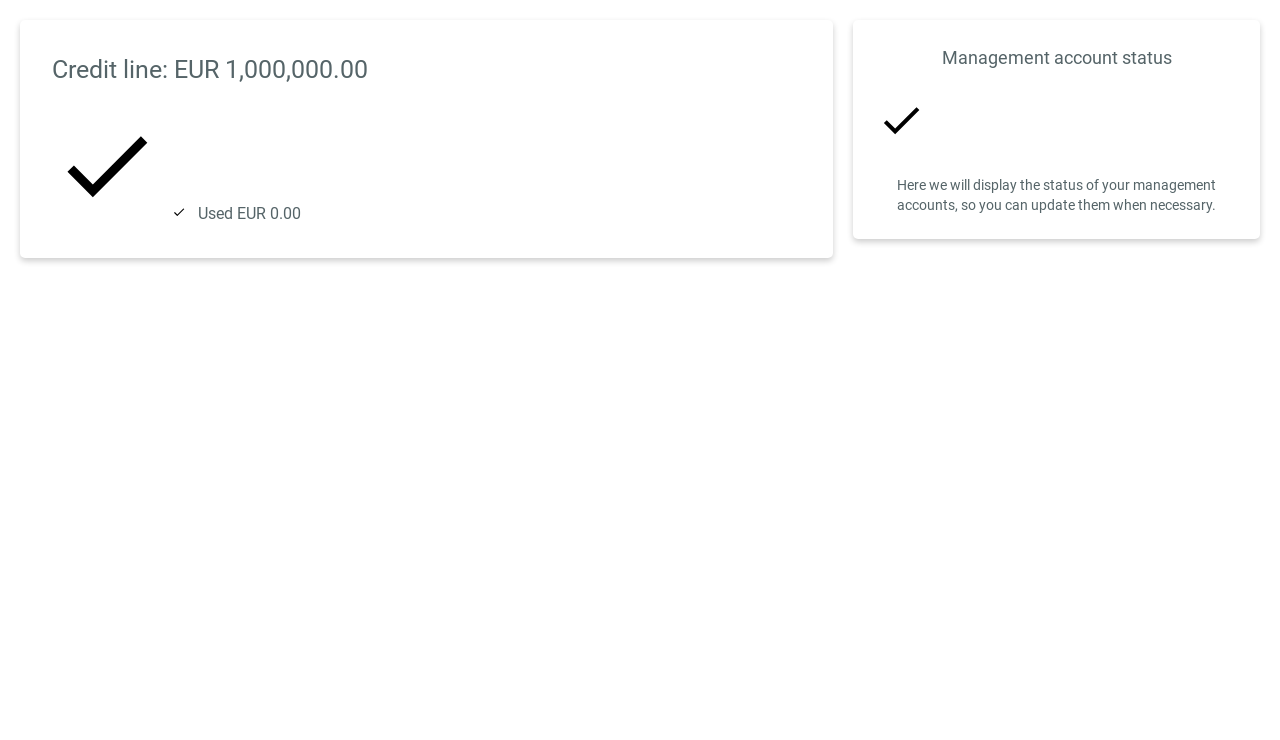 Credit line: EUR 1,000,000.00
Used EUR 0.00
Management account status
Here we will display the status of your management
accounts, so you can update them when necessary.